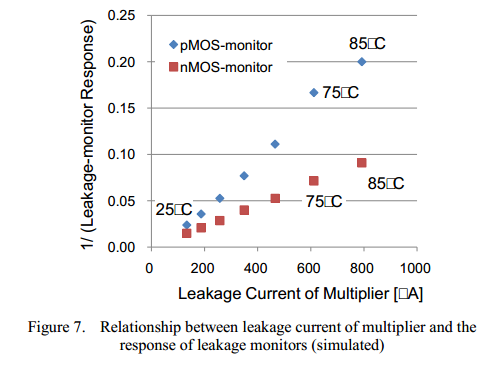 0.25
0.20
0.15
0.10
0.05
0.00
1/ (Leakage-monitor Response)
pMOS-monitor
nMOS-monitor
85□C
75□C
25□C
75□C
85□C
0 200 400 600 800 1000
Leakage Current of Multiplier [□A]
Figure 7. Relationship between leakage current of multiplier and the
response of leakage monitors (simulated)